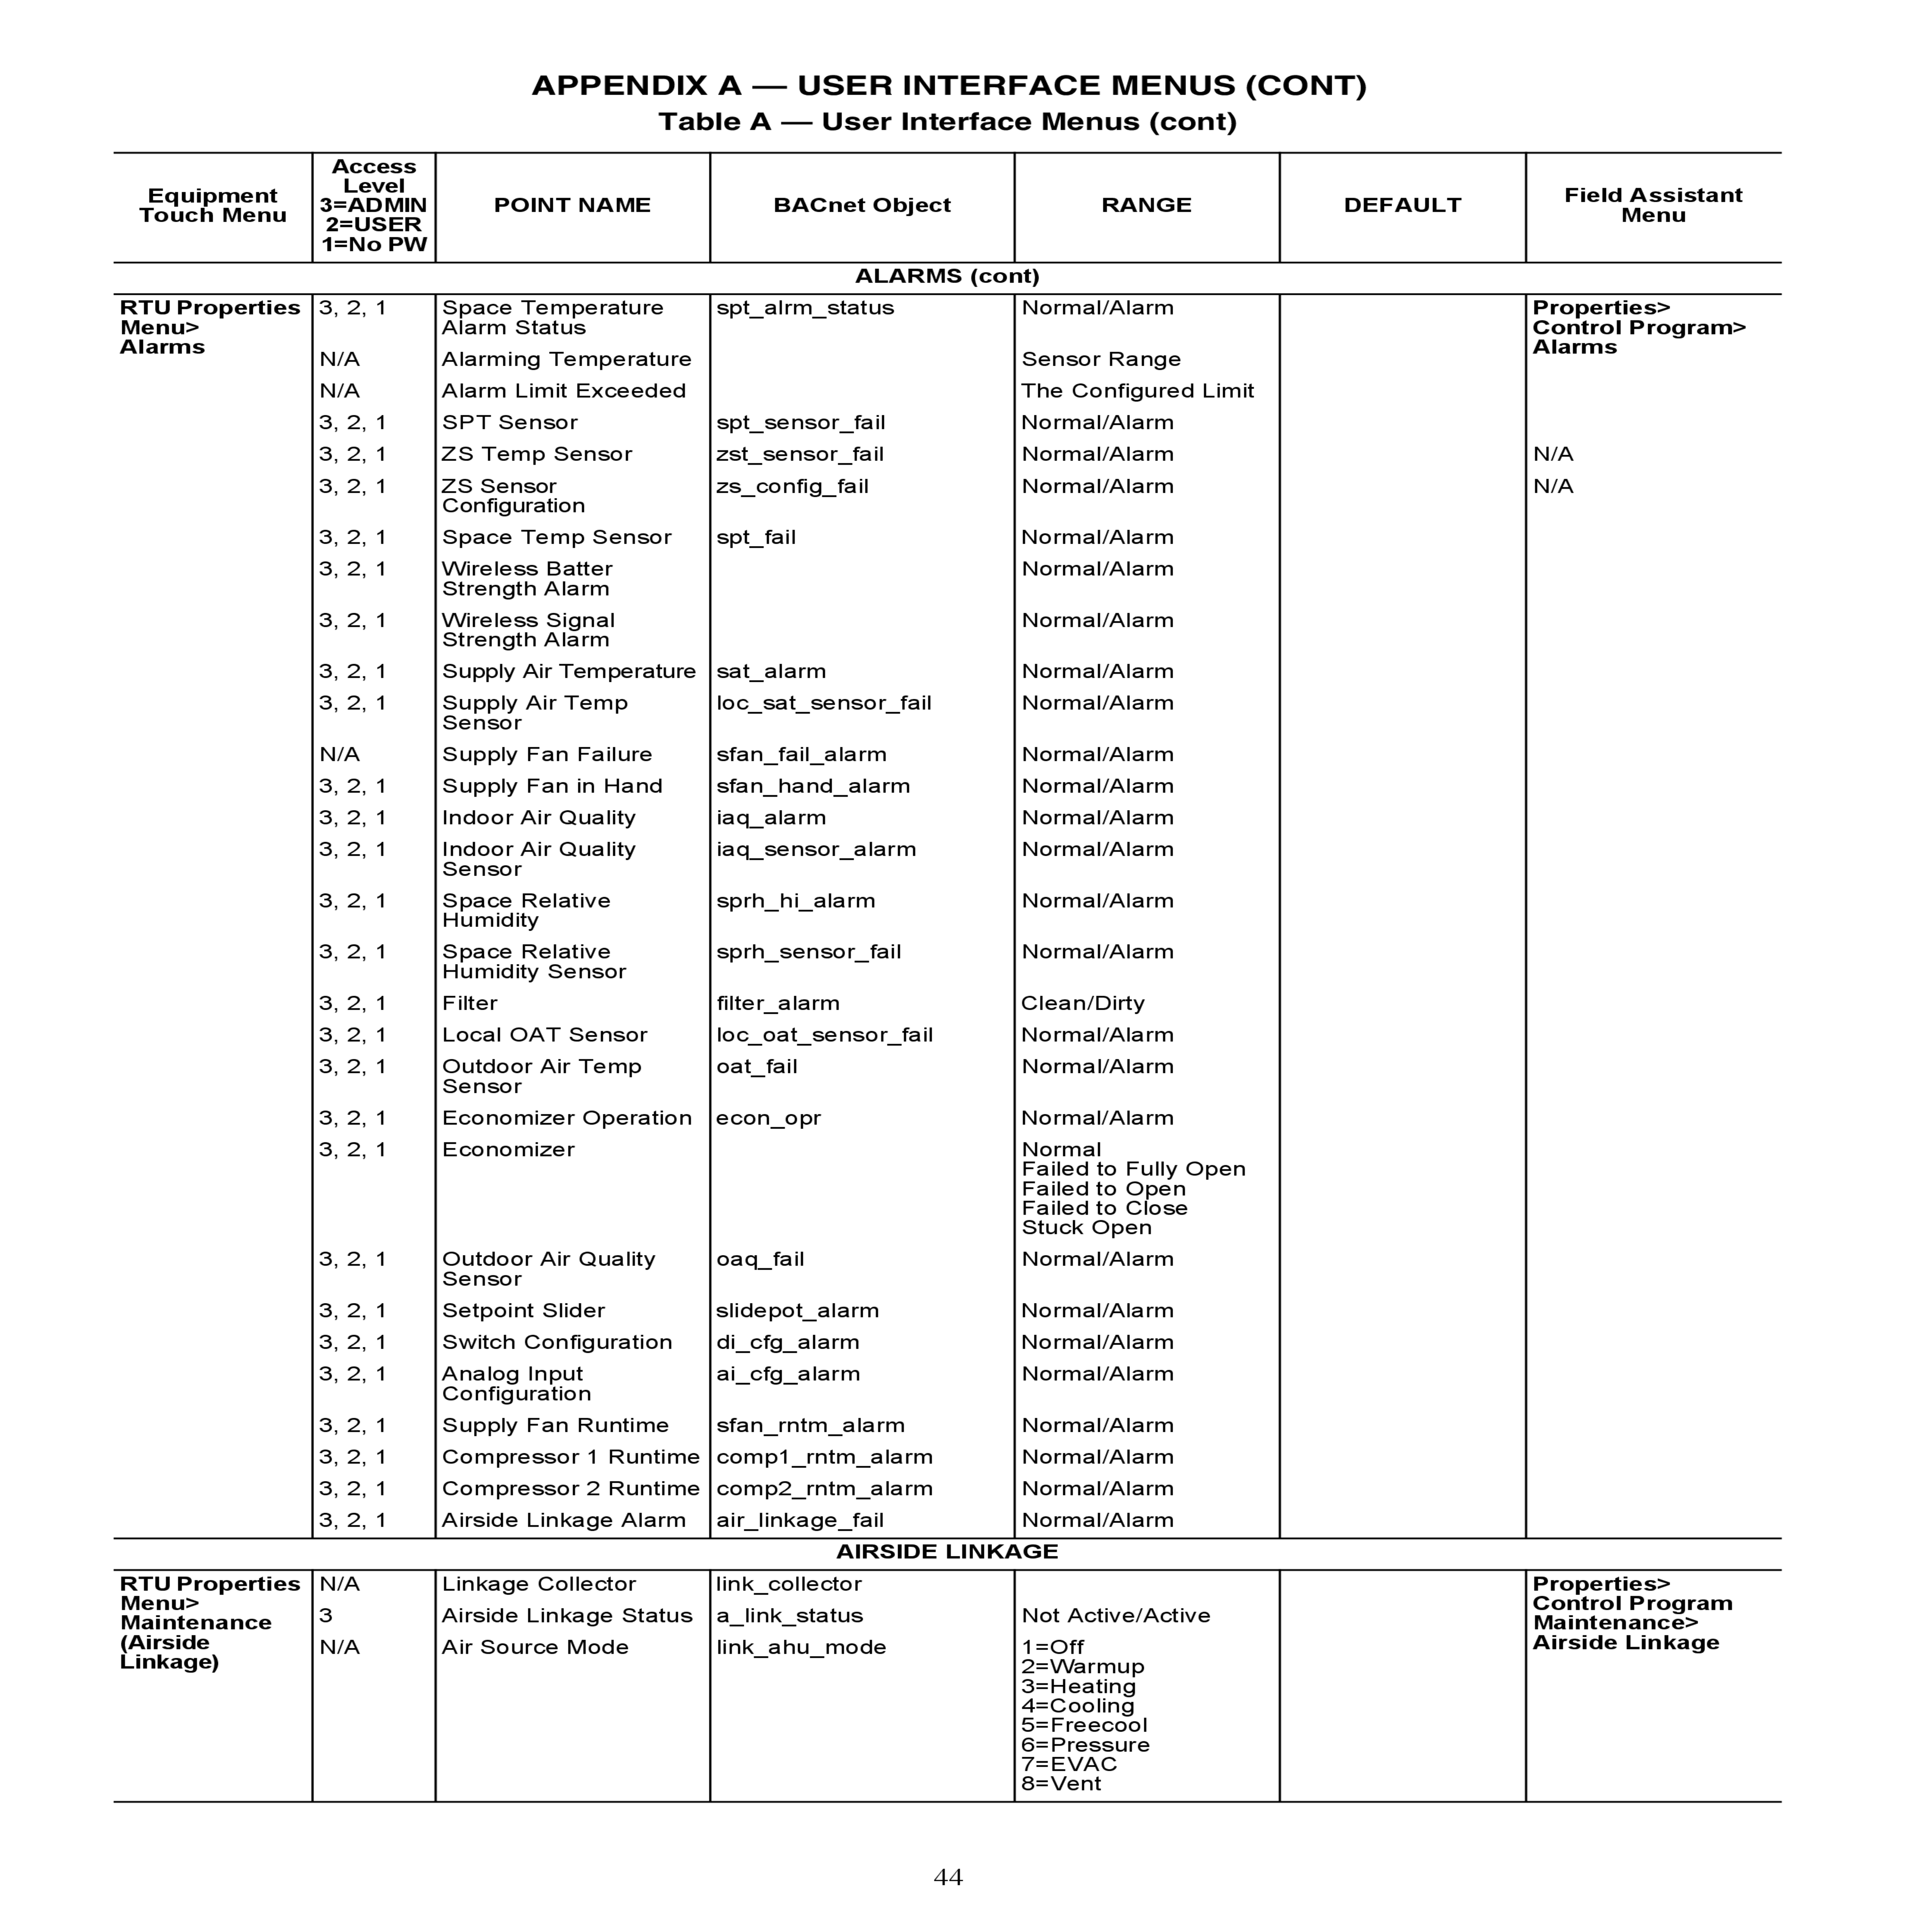 APPENDIX A — USER INTERFACE MENUS (CONT)
Table A — User Interface Menus (cont)
Equipment Touch Menu | Access Level 3=ADMIN 2=USER 1=No PW | POINT NAME | BACnet Object | RANGE | DEFAULT | Field Assistant Menu
ALARMS (cont)
RTU Properties Menu> Alarms | 3, 2, 1 | Space Temperature Alarm Status | spt_alrm_status | Normal/Alarm | | Properties> Control Program> Alarms
N/A | Alarming Temperature | | Sensor Range
N/A | Alarm Limit Exceeded | | The Configured Limit
3, 2, 1 | SPT Sensor | spt_sensor_fail | Normal/Alarm
3, 2, 1 | ZS Temp Sensor | zst_sensor_fail | Normal/Alarm | | N/A
3, 2, 1 | ZS Sensor Configuration | zs_config_fail | Normal/Alarm | | N/A
3, 2, 1 | Space Temp Sensor | spt_fail | Normal/Alarm
3, 2, 1 | Wireless Batter Strength Alarm | | Normal/Alarm
3, 2, 1 | Wireless Signal Strength Alarm | | Normal/Alarm
3, 2, 1 | Supply Air Temperature | sat_alarm | Normal/Alarm
3, 2, 1 | Supply Air Temp Sensor | loc_sat_sensor_fail | Normal/Alarm
N/A | Supply Fan Failure | sfan_fail_alarm | Normal/Alarm
3, 2, 1 | Supply Fan in Hand | sfan_hand_alarm | Normal/Alarm
3, 2, 1 | Indoor Air Quality | iaq_alarm | Normal/Alarm
3, 2, 1 | Indoor Air Quality Sensor | iaq_sensor_alarm | Normal/Alarm
3, 2, 1 | Space Relative Humidity | sprh_hi_alarm | Normal/Alarm
3, 2, 1 | Space Relative Humidity Sensor | sprh_sensor_fail | Normal/Alarm
3, 2, 1 | Filter | filter_alarm | Clean/Dirty
3, 2, 1 | Local OAT Sensor | loc_oat_sensor_fail | Normal/Alarm
3, 2, 1 | Outdoor Air Temp Sensor | oat_fail | Normal/Alarm
3, 2, 1 | Economizer Operation | econ_opr | Normal/Alarm
3, 2, 1 | Economizer | | Normal
Failed to Fully Open
Failed to Open
Failed to Close
Stuck Open
3, 2, 1 | Outdoor Air Quality Sensor | oaq_fail | Normal/Alarm
3, 2, 1 | Setpoint Slider | slidepot_alarm | Normal/Alarm
3, 2, 1 | Switch Configuration | di_cfg_alarm | Normal/Alarm
3, 2, 1 | Analog Input Configuration | ai_cfg_alarm | Normal/Alarm
3, 2, 1 | Supply Fan Runtime | sfan_rntm_alarm | Normal/Alarm
3, 2, 1 | Compressor 1 Runtime | comp1_rntm_alarm | Normal/Alarm
3, 2, 1 | Compressor 2 Runtime | comp2_rntm_alarm | Normal/Alarm
3, 2, 1 | Airside Linkage Alarm | air_linkage_fail | Normal/Alarm
AIRSIDE LINKAGE
RTU Properties Menu> Maintenance (Airside Linkage) | N/A | Linkage Collector | link_collector | | | Properties> Control Program Maintenance> Airside Linkage
3 | Airside Linkage Status | a_link_status | Not Active/Active
N/A | Air Source Mode | link_ahu_mode | 1=Off
2=Warmup
3=Heating
4=Cooling
5=Freecool
6=Pressure
7=EVAC
8=Vent
44